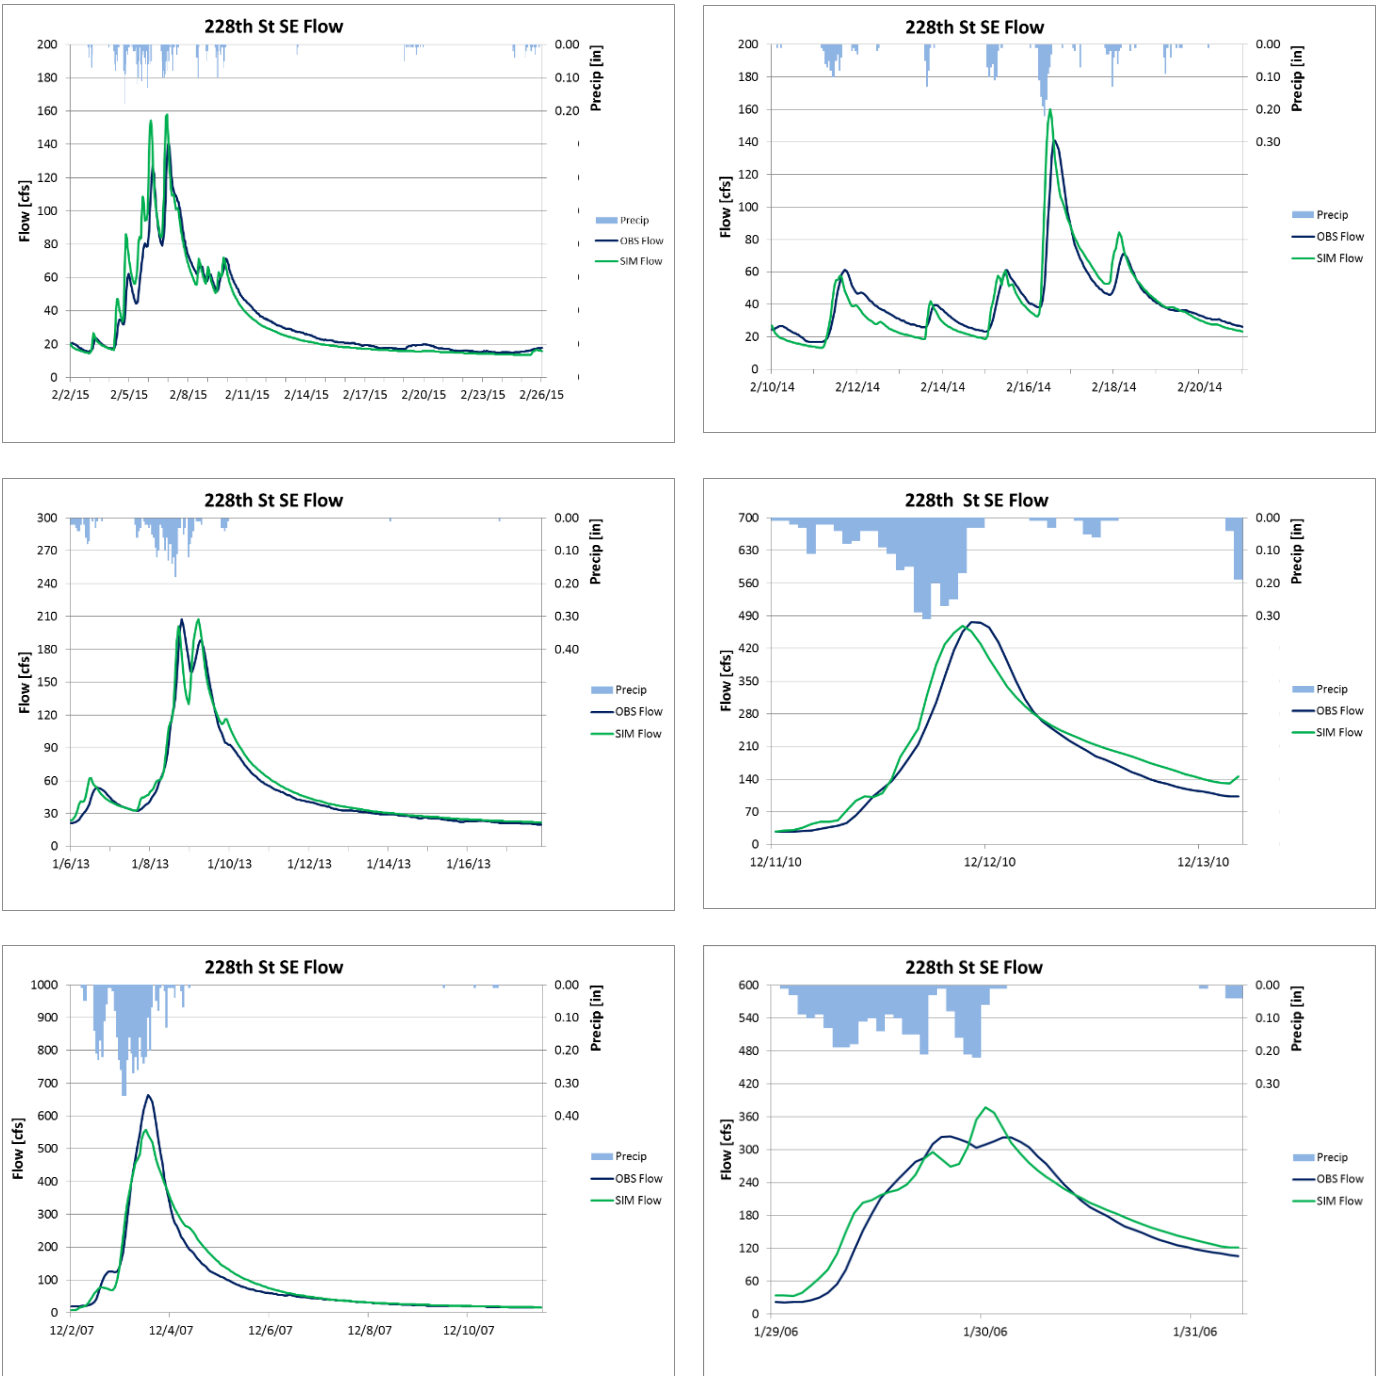 228th St SE Flow
200
180
160
140
120
100
80
60
40
20
0
Flow [cfs]
0.00
0.10
0.20
Precip [in]
Precip
OBS Flow
SIM Flow
2/2/15 2/5/15 2/8/15 2/11/15 2/14/15 2/17/15 2/20/15 2/23/15 2/26/15
228th St SE Flow
200
180
160
140
120
100
80
60
40
20
0
Flow [cfs]
0.00
0.10
0.20
0.30
Precip [in]
Precip
OBS Flow
SIM Flow
2/10/14 2/12/14 2/14/14 2/16/14 2/18/14 2/20/14
228th St SE Flow
300
270
240
210
180
150
120
90
60
30
0
Flow [cfs]
0.00
0.10
0.20
0.30
0.40
Precip [in]
Precip
OBS Flow
SIM Flow
1/6/13 1/8/13 1/10/13 1/12/13 1/14/13 1/16/13
228th St SE Flow
700
630
560
490
420
350
280
210
140
70
0
Flow [cfs]
0.00
0.10
0.20
0.30
Precip [in]
Precip
OBS Flow
SIM Flow
12/11/10 12/12/10 12/13/10
228th St SE Flow
1000
900
800
700
600
500
400
300
200
100
0
Flow [cfs]
0.00
0.10
0.20
0.30
0.40
Precip [in]
Precip
OBS Flow
SIM Flow
12/2/07 12/4/07 12/6/07 12/8/07 12/10/07
228th St SE Flow
600
540
480
420
360
300
240
180
120
60
0
Flow [cfs]
0.00
0.10
0.20
0.30
Precip [in]
Precip
OBS Flow
SIM Flow
1/29/06 1/30/06 1/31/06